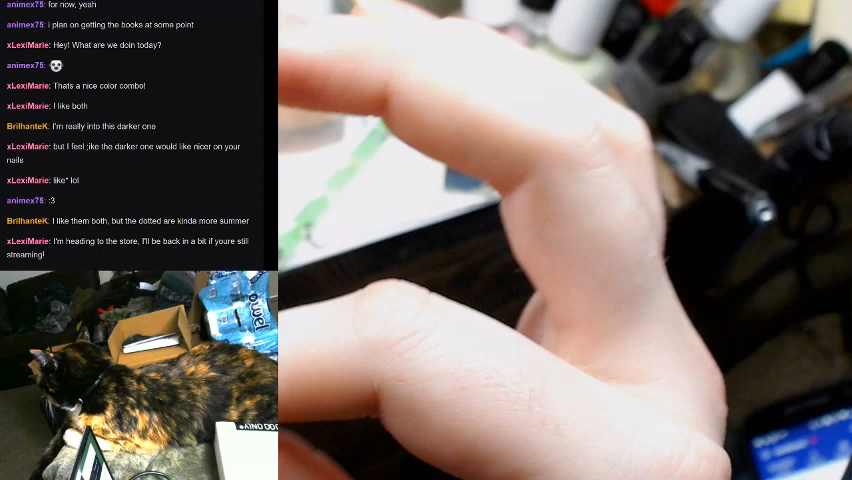 animex75: for now, yeah
animex75: i plan on getting the books at some point
xLexiMarie: Hey! What are we doin today?
animex75:
xLexiMarie: Thats a nice color combo!
xLexiMarie: I like both
BrilhanteK: I'm really into this darker one
xLexiMarie: but I feel ;ike the darker one would like nicer on your
nails
xLexiMarie: like* lol
animex75: :3
BrilhanteK: I like them both, but the dotted are kinda more summer
xLexiMarie: I'm heading to the store, I'll be back in a bit if youre still
streaming!